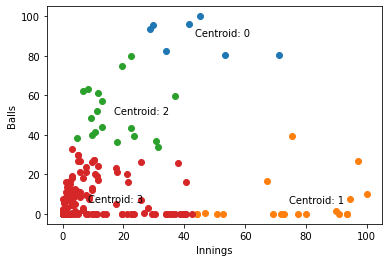 100
80
60
40
20
0
Balls
Centroid: 0
Centroid: 2
Centroid: 3
Centroid: 1
0
20
40
60
80
100
Innings